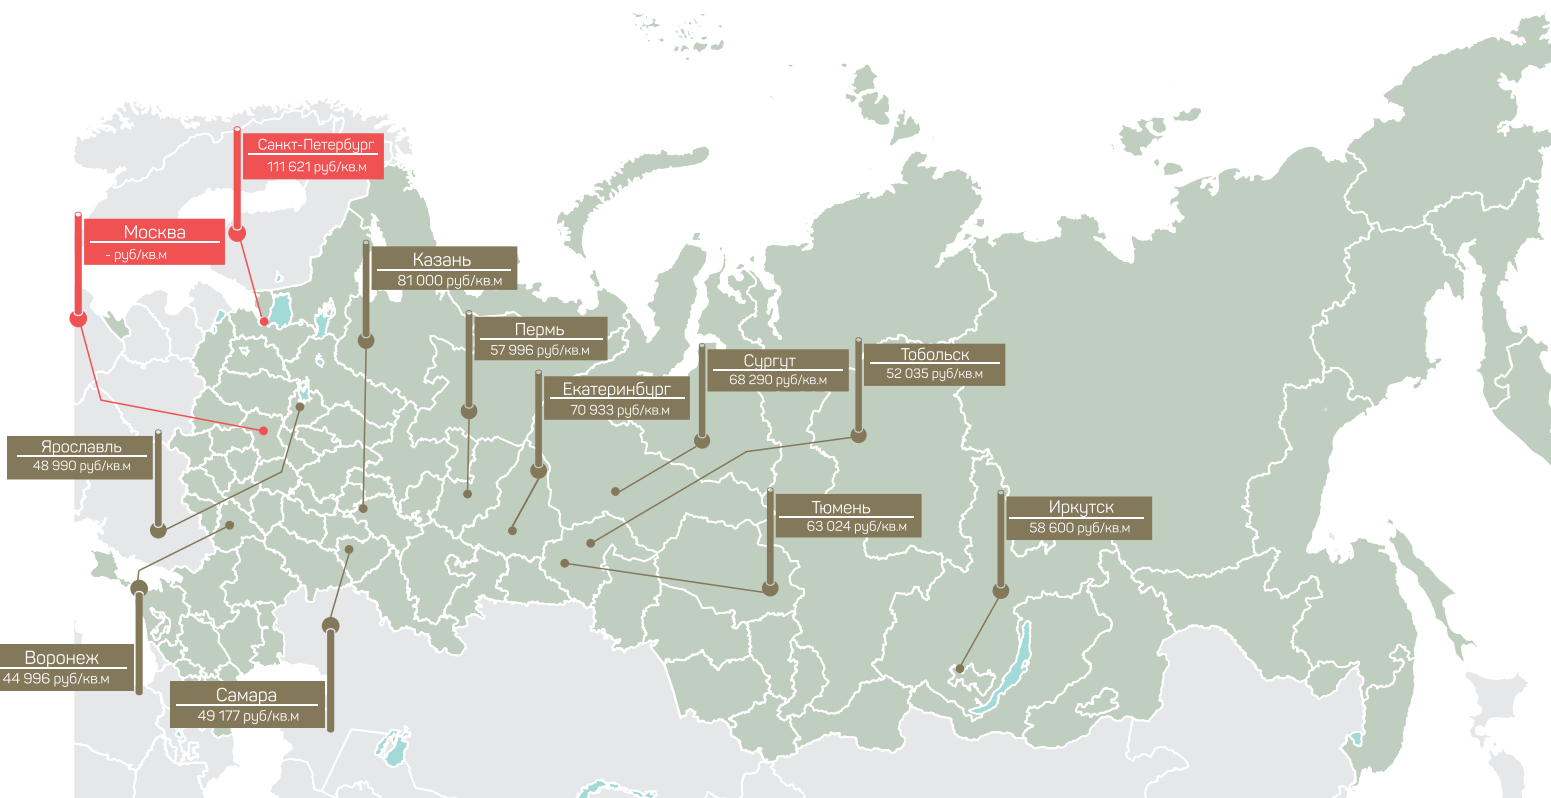 Санкт-Петербург
111 621 руб/кв.м
Москва
- руб/кв.м
Казань
81 000 руб/кв.м
Пермь
57 996 руб/кв.м
Екатеринбург
70 933 руб/кв.м
Сургут
68 290 руб/кв.м
Тобольск
52 035 руб/кв.м
Ярославль
48 990 руб/кв.м
Тюмень
63 024 руб/кв.м
Иркутск
58 600 руб/кв.м
Воронеж
44 996 руб/кв.м
Самара
49 177 руб/кв.м